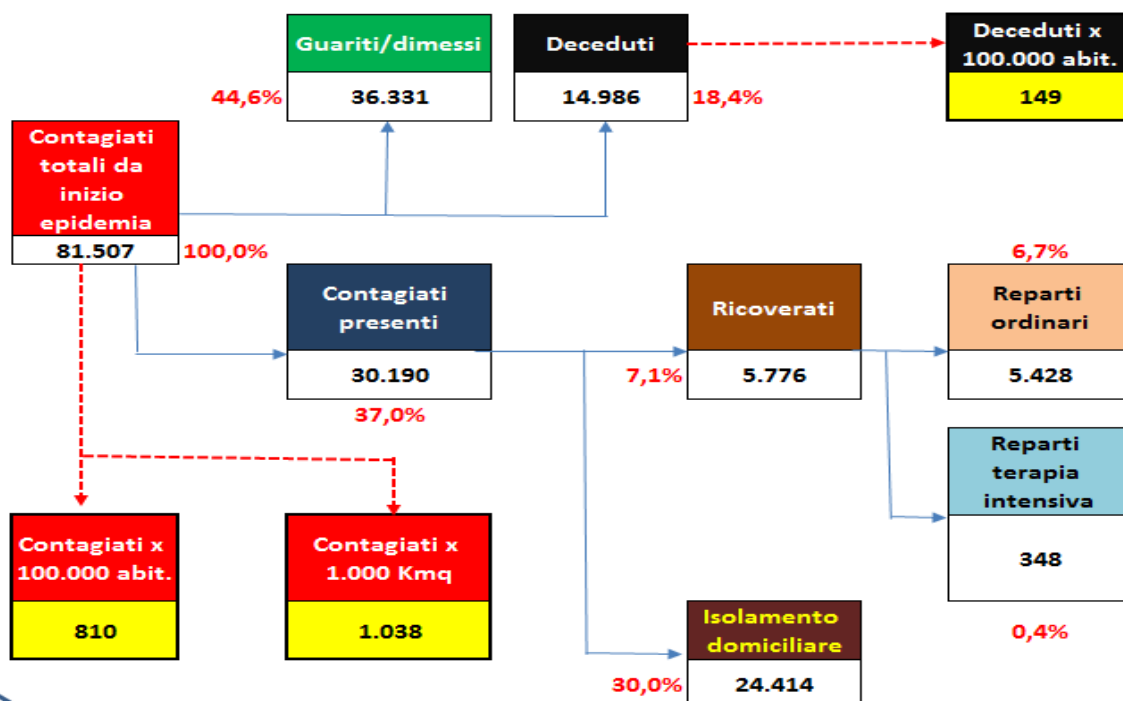 Guariti/dimessi
36.331
44,6%
Deceduti
14.986
18,4%
Deceduti x
100.000 abit.
149
Contagiati
totali da
inizio
epidemia
81.507
100,0%
Contagiati
presenti
30.190
37,0%
Ricoverati
5.776
7,1%
6,7%
Reparti
ordinari
5.428
Reparti
terapia
intensiva
348
0,4%
Contagiati x
100.000 abit.
810
Contagiati x
1.000 Kmq
1.038
Isolamento
domiciliare
24.414
30,0%